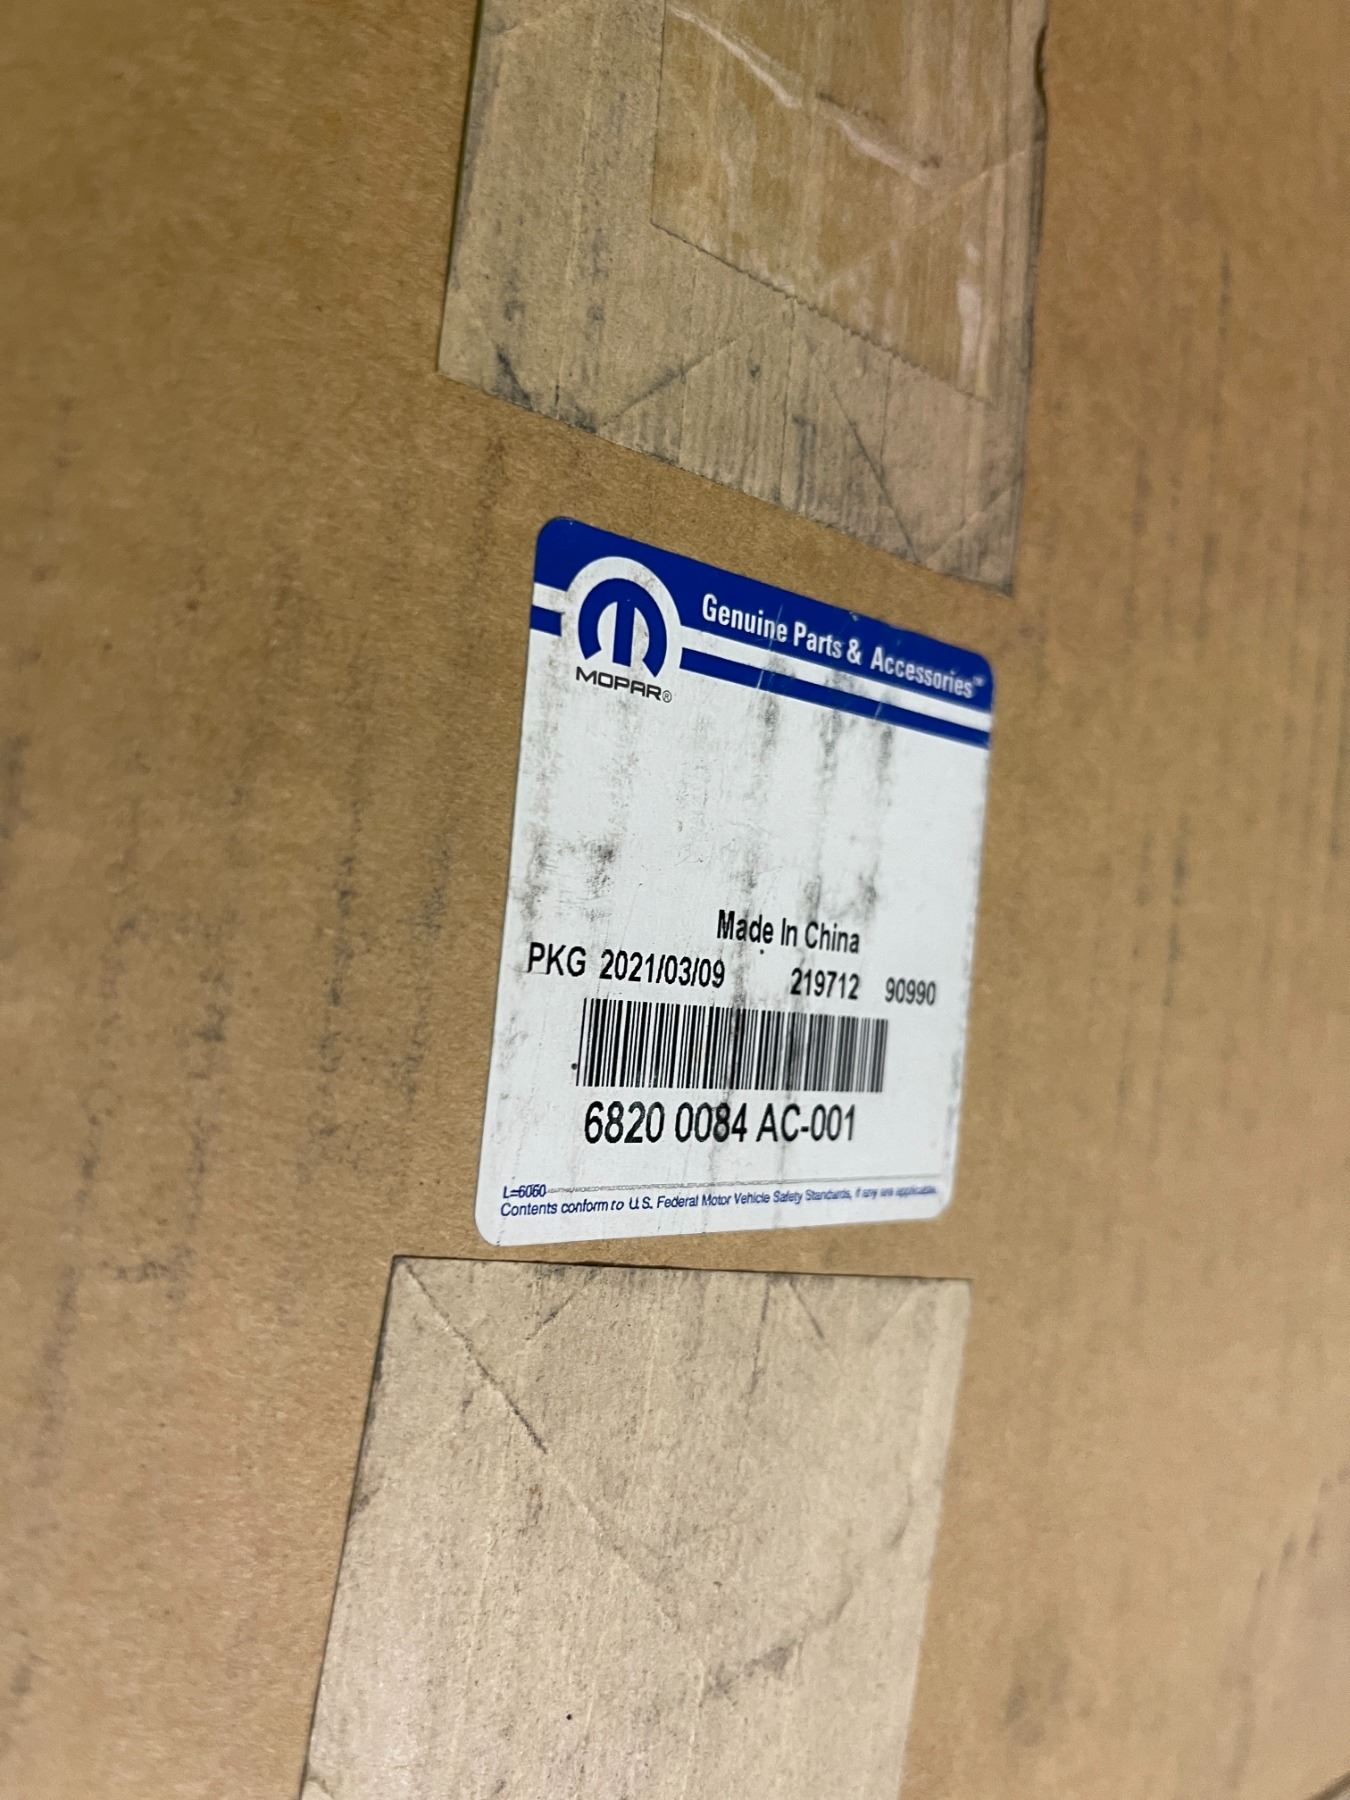 Genuine Parts & Accessories™
MOPAR®
Made In China
PKG 2021/03/09 219712 90990
6820 0084 AC-001
L=6060
Contents conform to U.S. Federal Motor Vehicle Safety Standards, if any are applicable.